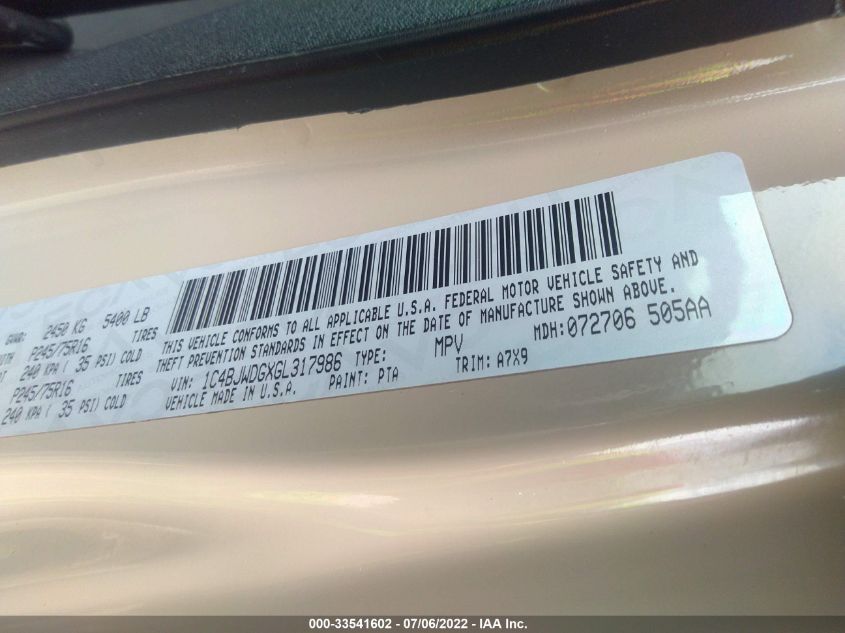 GVWR: 2450 KG 5400 LB
TIRES
P245/75R16
240 KPA ( 35 PSI) COLD
TIRES
P245/75R16
240 KPA ( 35 PSI) COLD
THIS VEHICLE CONFORMS TO ALL APPLICABLE U.S.A. FEDERAL MOTOR VEHICLE SAFETY AND
THEFT PREVENTION STANDARDS IN EFFECT ON THE DATE OF MANUFACTURE SHOWN ABOVE.
VIN: 1C4BJWDGXGL317986 TYPE: MPV MDH:072706 505AA
VEHICLE MADE IN U.S.A. PAINT: PTA TRIM: A7X9
000-33541602 - 07/06/2022 - IAA Inc.